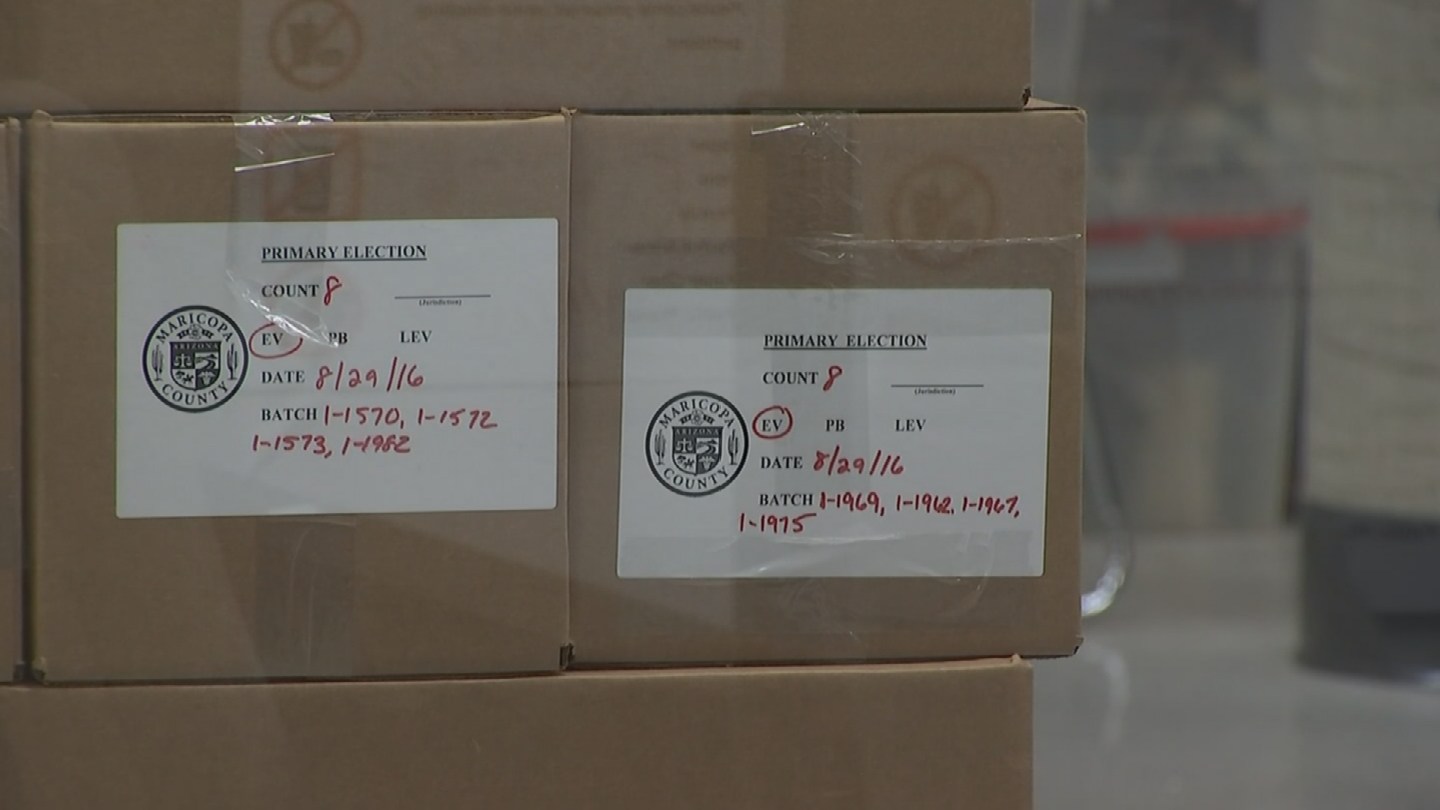 PRIMARY ELECTION
COUNT 8
(Jurisdiction)
EV PB LEV
DATE 8/29/16
BATCH 1-1570, 1-1572
1-1573, 1-1982
MARICOPA
ARIZONA
COUNTY
PRIMARY ELECTION
COUNT 8
(Jurisdiction)
EV PB LEV
DATE 8/29/16
BATCH 1-1969, 1-1962, 1-1967,
1-1975
MARICOPA
ARIZONA
COUNTY